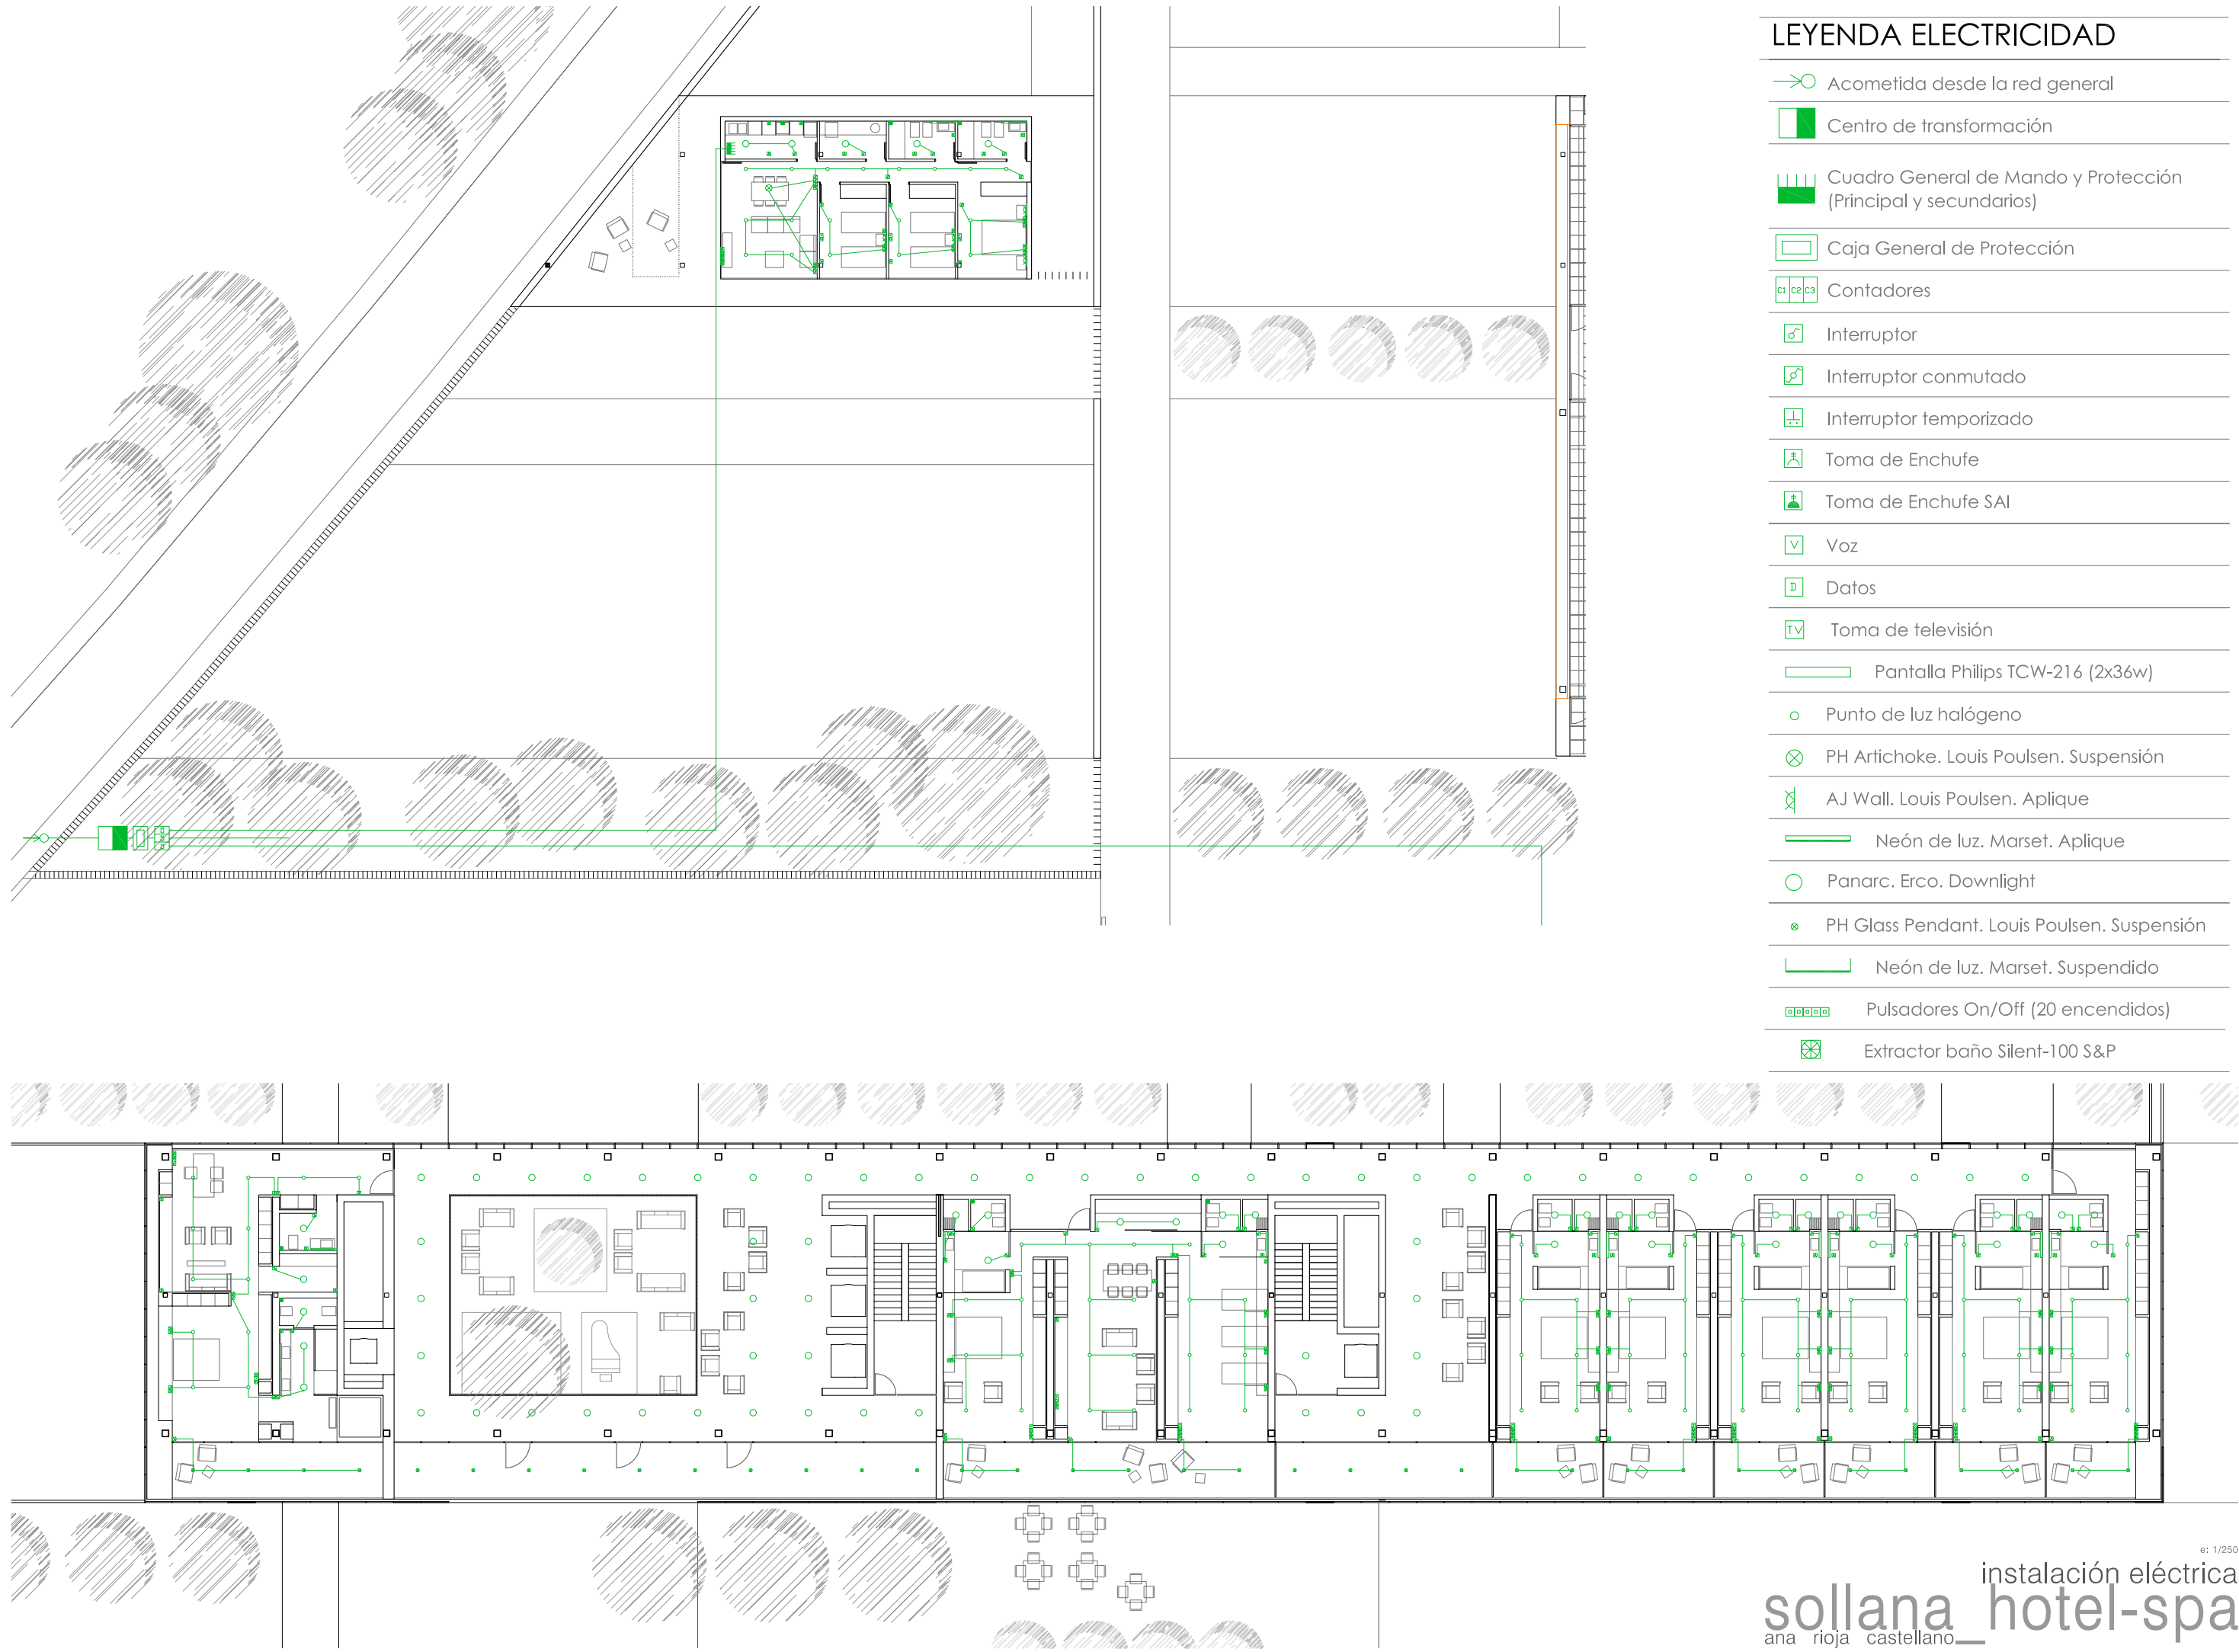 LEYENDA ELECTRICIDAD
Acometida desde la red general
Centro de transformación
Cuadro General de Mando y Protección
(Principal y secundarios)
Caja General de Protección
C1 C2 C3 Contadores
Interruptor
Interruptor conmutado
Interruptor temporizado
Toma de Enchufe
Toma de Enchufe SAI
V Voz
D Datos
TV Toma de televisión
Pantalla Philips TCW-216 (2x36w)
Punto de luz halógeno
PH Artichoke. Louis Poulsen. Suspensión
AJ Wall. Louis Poulsen. Aplique
Neón de luz. Marset. Aplique
Panarc. Erco. Downlight
PH Glass Pendant. Louis Poulsen. Suspensión
Neón de luz. Marset. Suspendido
Pulsadores On/Off (20 encendidos)
Extractor baño Silent-100 S&P
e: 1/250
instalación eléctrica
sollana_hotel-spa
ana rioja castellano